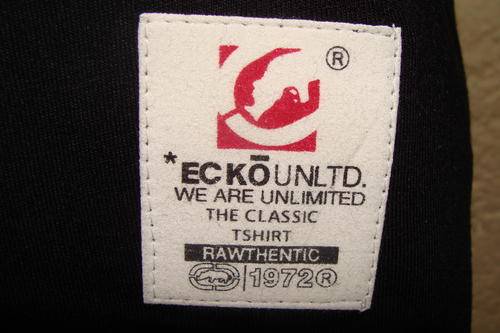 ®
*ECKŌ UNLTD.
WE ARE UNLIMITED
THE CLASSIC
TSHIRT
RAWTHENTIC
1972®